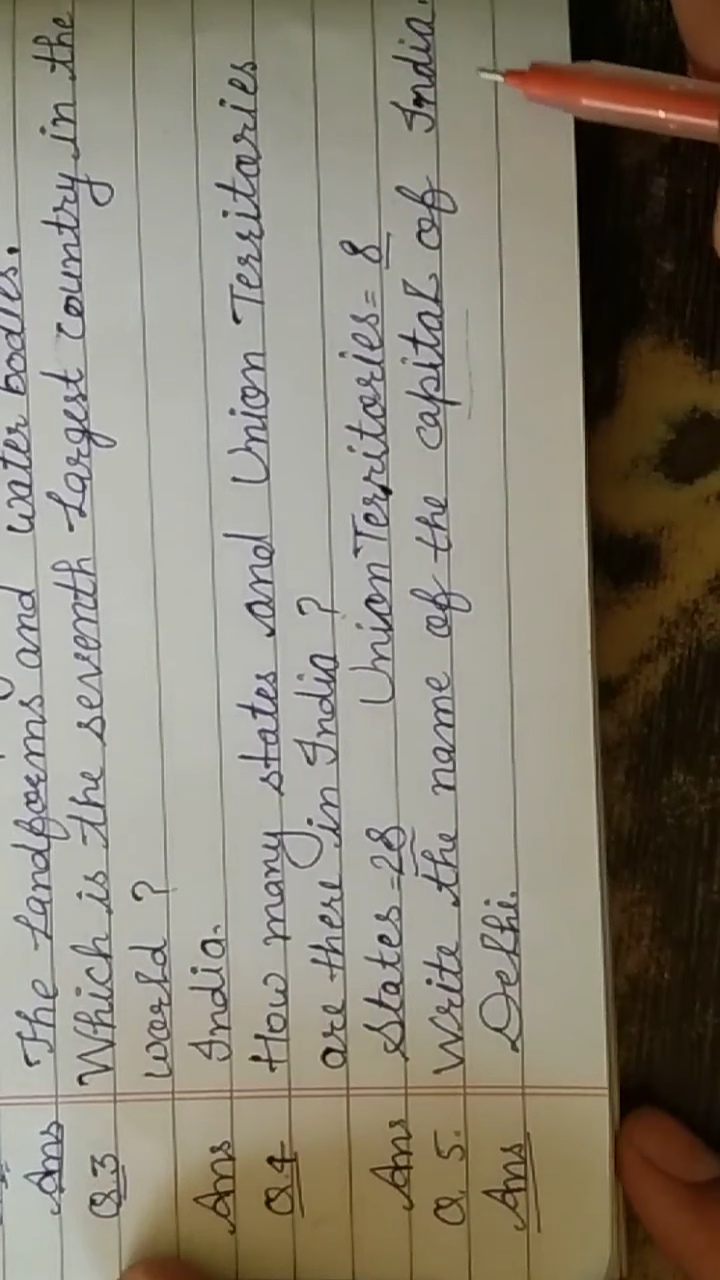 Ans The Landforms and water bodies.
Q.3 Which is the seventh Largest Country in the
world ?
Ans India.
Q.4 How many states and Union Territories
are there in India ?
Ans States = 28 Union Territories = 8
Q. 5. Write the name of the capital of India.
Ans Delhi.